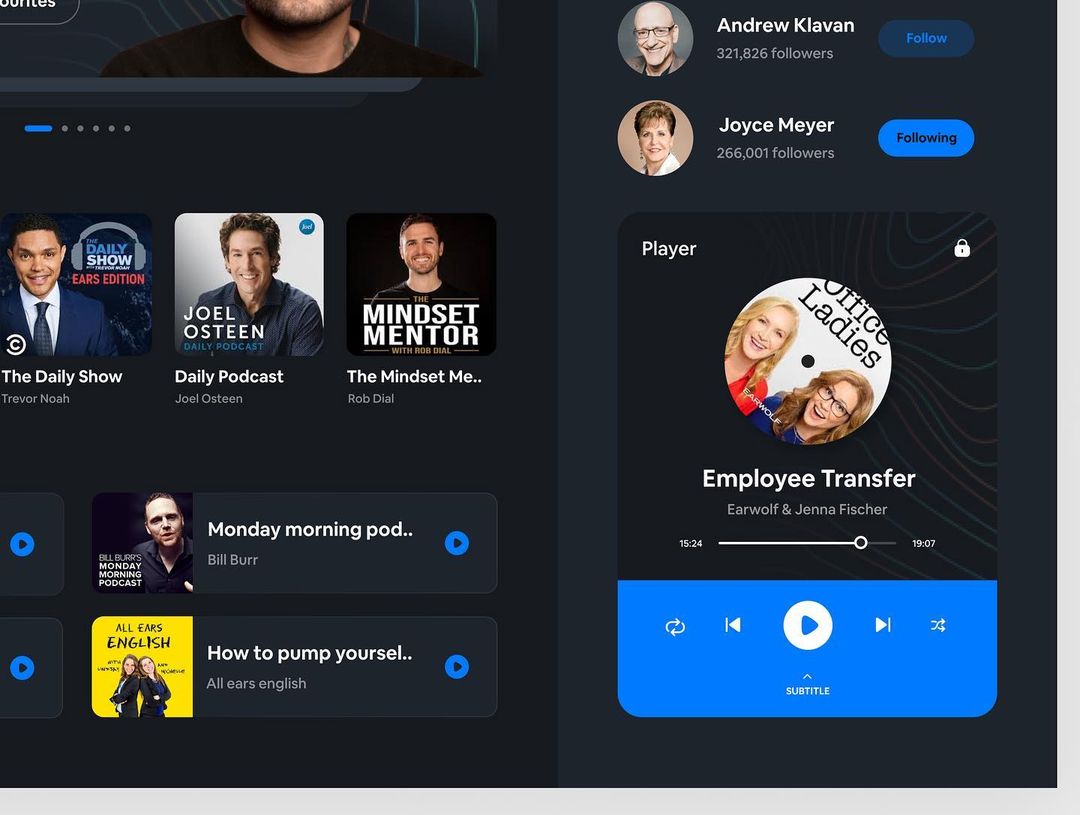 ourites
THE
DAILY
SHOW
WITH TREVOR NOAH
EARS EDITION
The Daily Show
Trevor Noah
Joel
JOEL
OSTEEN
DAILY PODCAST
Daily Podcast
Joel Osteen
THE
MINDSET
MENTOR
WITH ROB DIAL
The Mindset Me..
Rob Dial
BILL BURR'S
MONDAY
MORNING
PODCAST
Monday morning pod..
Bill Burr
ALL EARS
ENGLISH
WITH
LINDSAY
AND
MICHELLE
How to pump yoursel..
All ears english
Andrew Klavan
321,826 followers
Follow
Joyce Meyer
266,001 followers
Following
Player
Office
Ladies
EARWOLF
Employee Transfer
Earwolf & Jenna Fischer
15:24
19:07
SUBTITLE